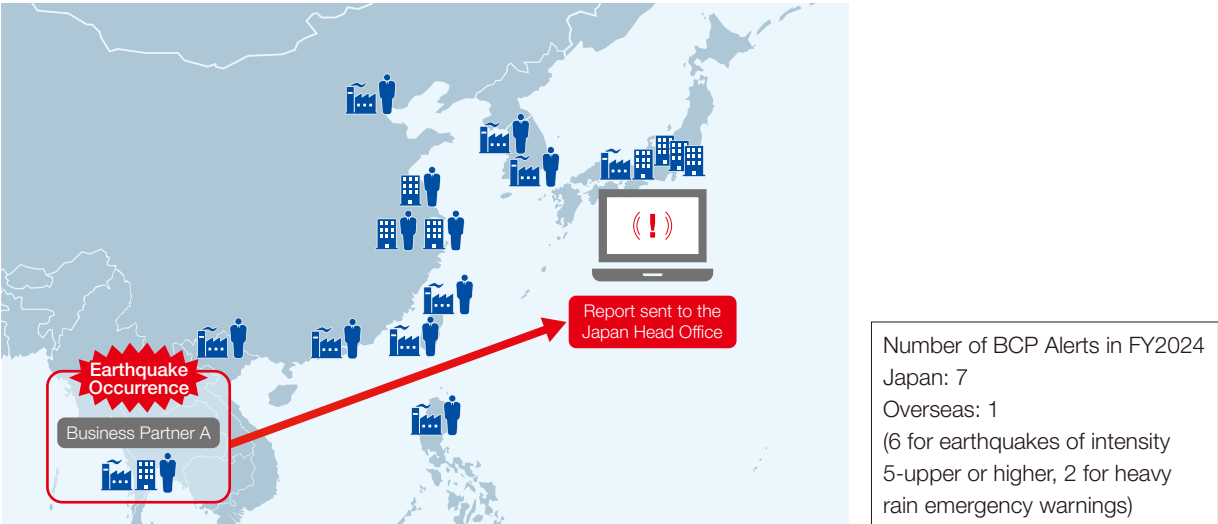 ( ! )
Report sent to the
Japan Head Office
Earthquake
Occurrence
Business Partner A
Number of BCP Alerts in FY2024
Japan: 7
Overseas: 1
(6 for earthquakes of intensity
5-upper or higher, 2 for heavy
rain emergency warnings)